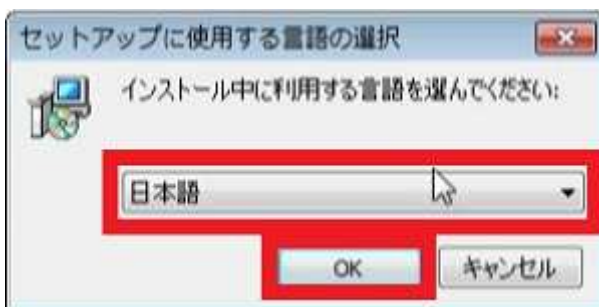 セットアップに使用する言語の選択
インストール中に利用する言語を選んでください:
日本語
OK
キャンセル